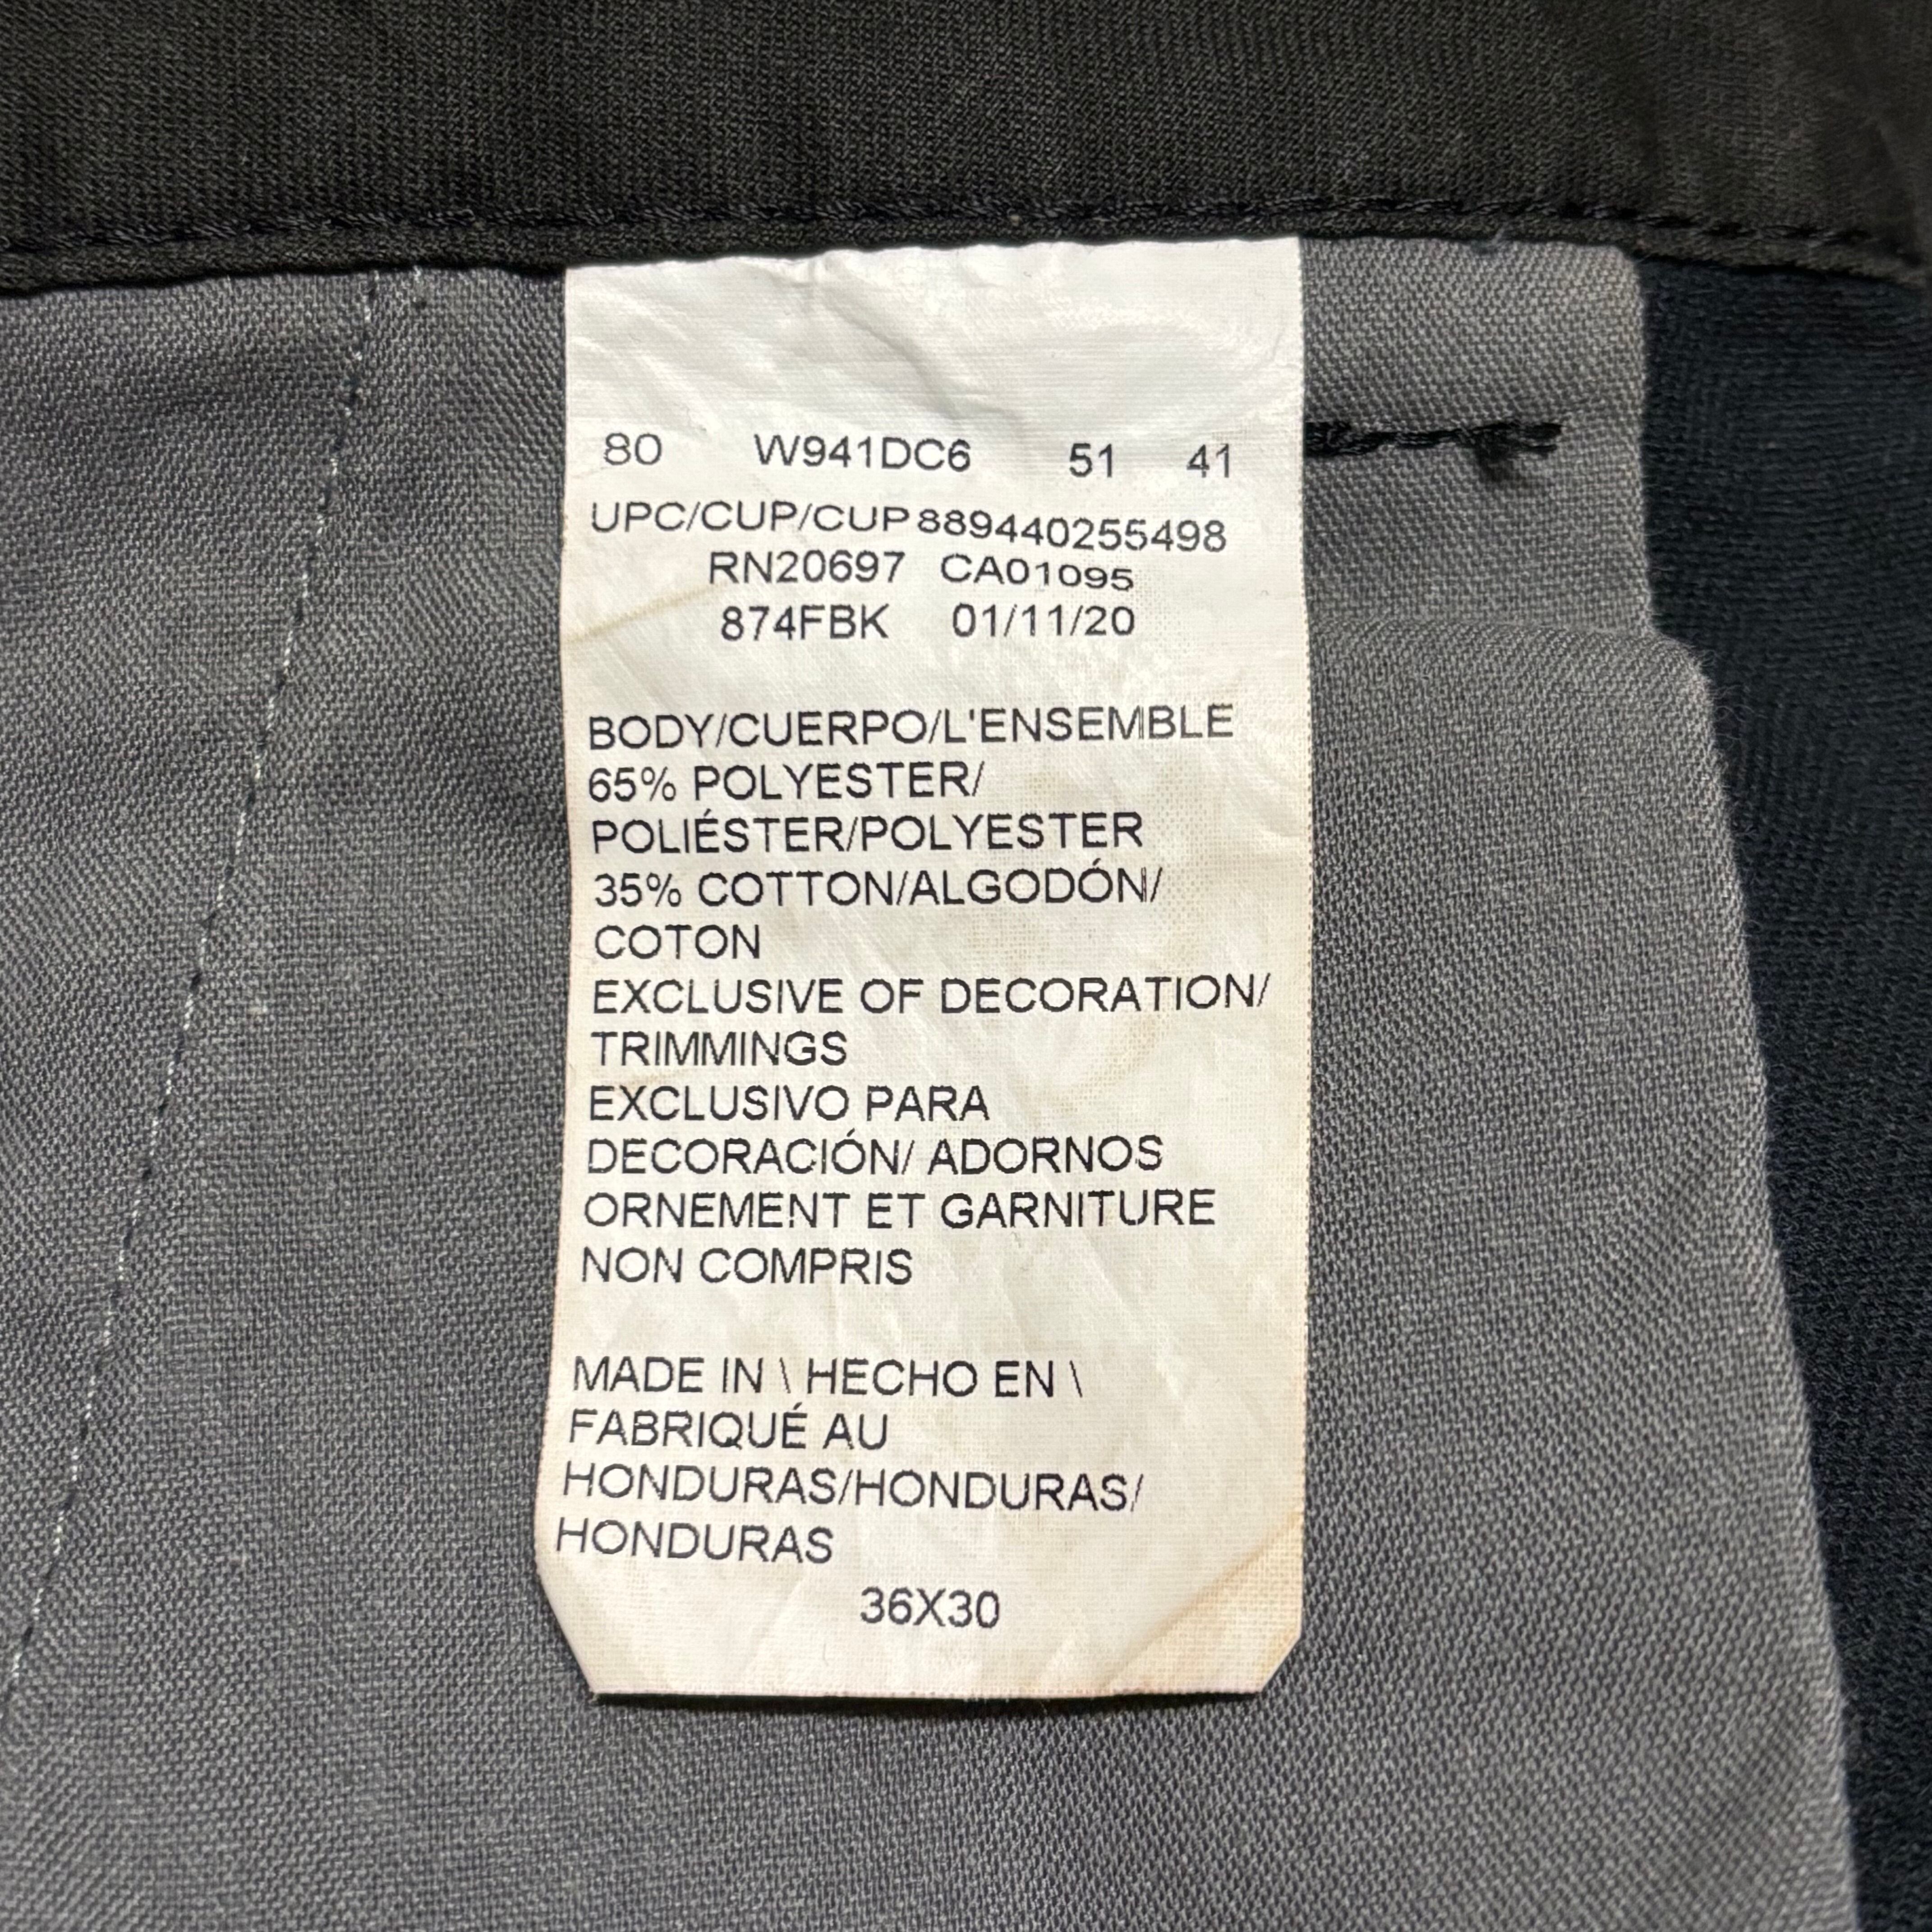 80 W941DC6 51 41
UPC/CUP/CUP 889440255498
RN20697 CA01095
874FBK 01/11/20
BODY/CUERPO/L'ENSEMBLE
65% POLYESTER/
POLIÉSTER/POLYESTER
35% COTTON/ALGODÓN/
COTON
EXCLUSIVE OF DECORATION/
TRIMMINGS
EXCLUSIVO PARA
DECORACIÓN/ ADORNOS
ORNEMENT ET GARNITURE
NON COMPRIS
MADE IN \ HECHO EN \
FABRIQUÉ AU
HONDURAS/HONDURAS/
HONDURAS
36X30